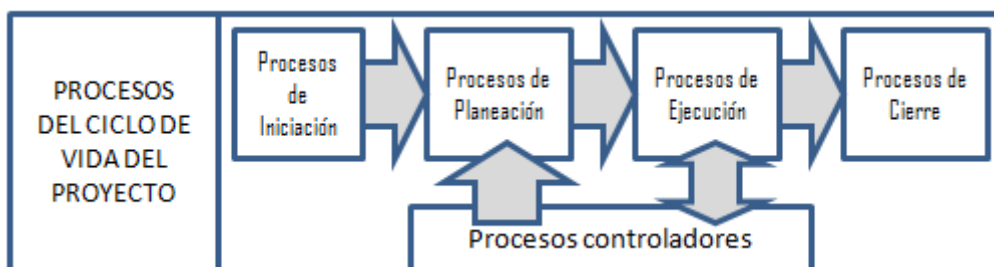 PROCESOS
DEL CICLO DE
VIDA DEL
PROYECTO
Procesos
de
Iniciación
Procesos de
Planeación
Procesos de
Ejecución
Procesos de
Cierre
Procesos controladores